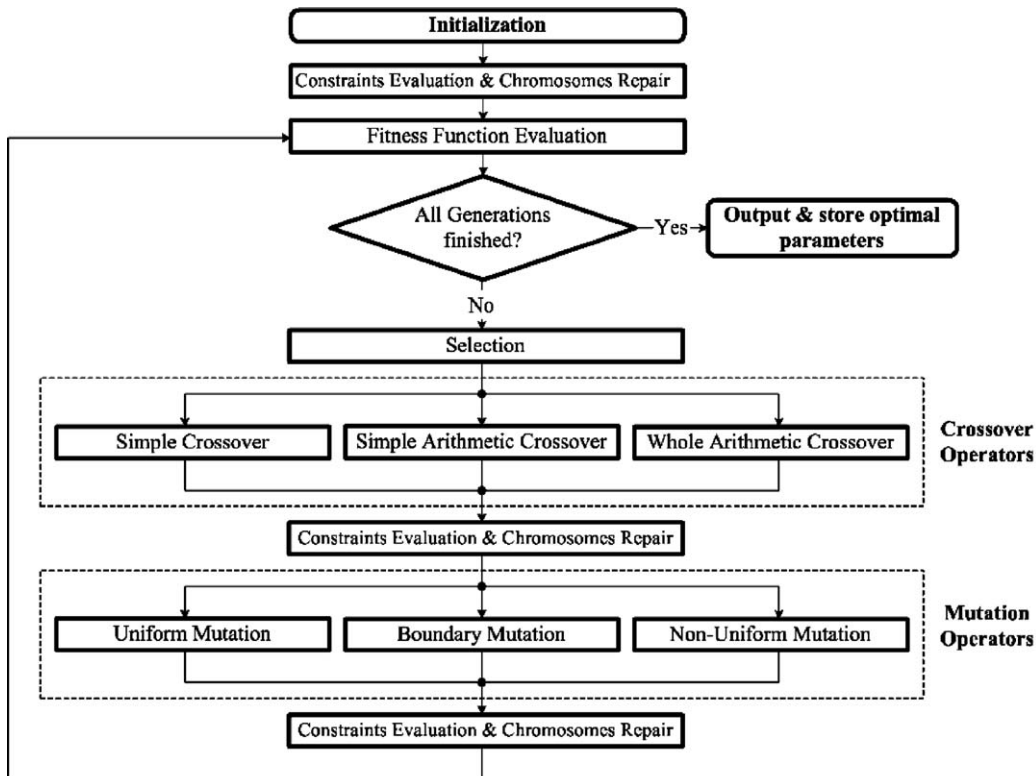 Initialization
Constraints Evaluation & Chromosomes Repair
Fitness Function Evaluation
All Generations
finished?
Yes
Output & store optimal
parameters
No
Selection
Simple Crossover
Simple Arithmetic Crossover
Whole Arithmetic Crossover
Crossover
Operators
Constraints Evaluation & Chromosomes Repair
Uniform Mutation
Boundary Mutation
Non-Uniform Mutation
Mutation
Operators
Constraints Evaluation & Chromosomes Repair